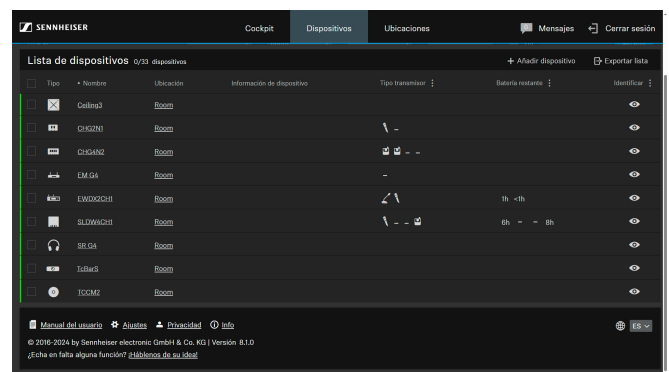 SENNHEISER Cockpit Dispositivos Ubicaciones Mensajes Cerrar sesión
Lista de dispositivos 0/33 dispositivos + Añadir dispositivo Exportar lista
Tipo Nombre Ubicación Información de dispositivo Tipo transmisor Batería restante Identificar
Ceiling3 Room
CHG2N1 Room –
CHG4N2 Room – –
EM G4 Room –
EWDX2CH1 Room 1h <1h
SLDW4CH1 Room – – 6h – – 8h
SR G4 Room
TcBarS Room
TCCM2 Room
Manual del usuario Ajustes Privacidad Info ES
© 2016-2024 by Sennheiser electronic GmbH & Co. KG | Versión 8.1.0
¿Echa en falta alguna función? ¡Háblenos de su idea!